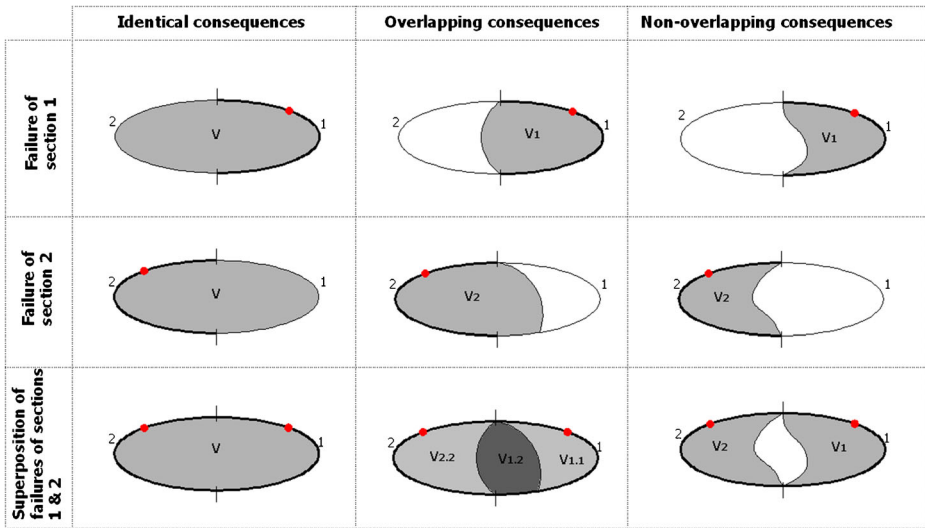 Identical consequences
Overlapping consequences
Non-overlapping consequences
Failure of
section 1
2
V
1
2
V1
1
2
V1
1
Failure of
section 2
2
V
1
2
V2
1
2
V2
1
Superposition of
failures of sections
1 & 2
2
V
1
2
V2.2
V1.2
V1.1
1
2
V2
V1
1